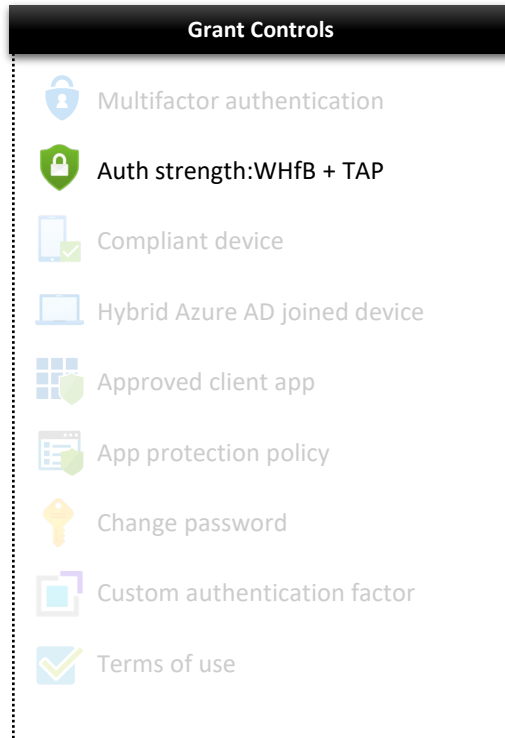 Grant Controls
Multifactor authentication
Auth strength:WHfB + TAP
Compliant device
Hybrid Azure AD joined device
Approved client app
App protection policy
Change password
Custom authentication factor
Terms of use